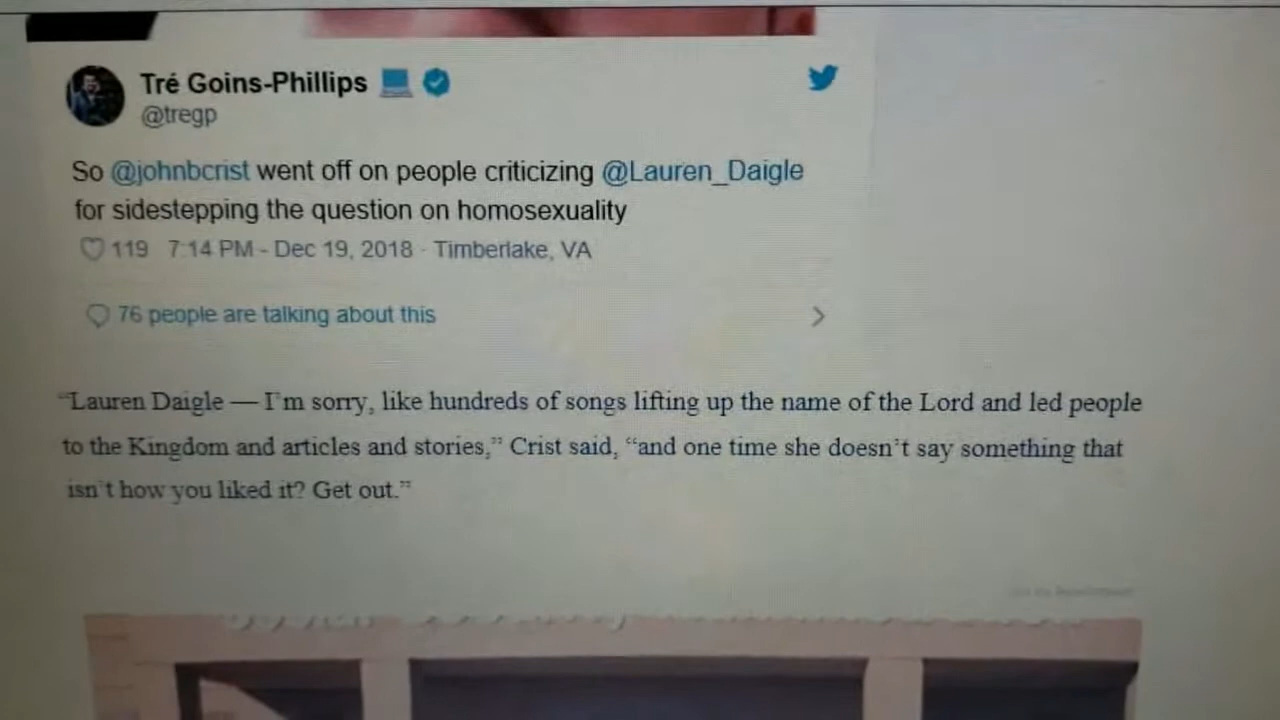 Tré Goins-Phillips
@tregp
So @johnbcrist went off on people criticizing @Lauren_Daigle
for sidestepping the question on homosexuality
119 7:14 PM - Dec 19, 2018 · Timberlake, VA
76 people are talking about this
“Lauren Daigle — I’m sorry, like hundreds of songs lifting up the name of the Lord and led people
to the Kingdom and articles and stories,” Crist said, “and one time she doesn’t say something that
isn’t how you liked it? Get out.”